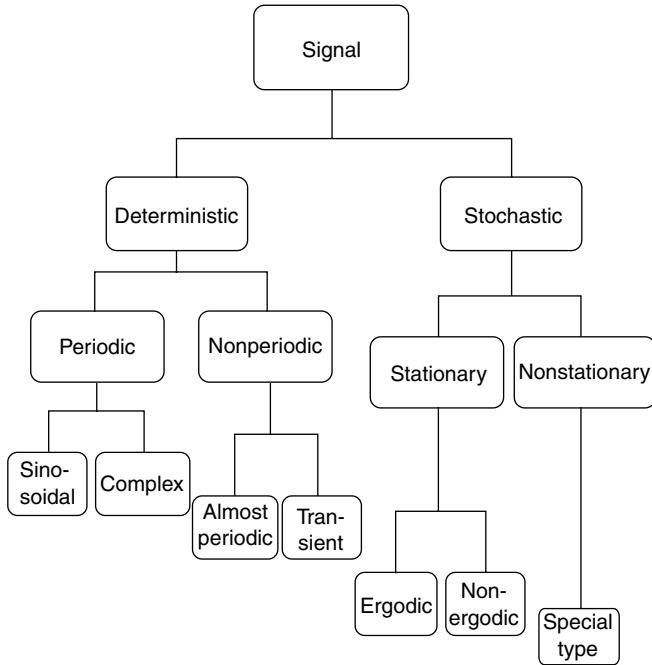 Signal
Deterministic
Stochastic
Periodic
Nonperiodic
Stationary
Nonstationary
Sino-
soidal
Complex
Almost
periodic
Tran-
sient
Ergodic
Non-
ergodic
Special
type